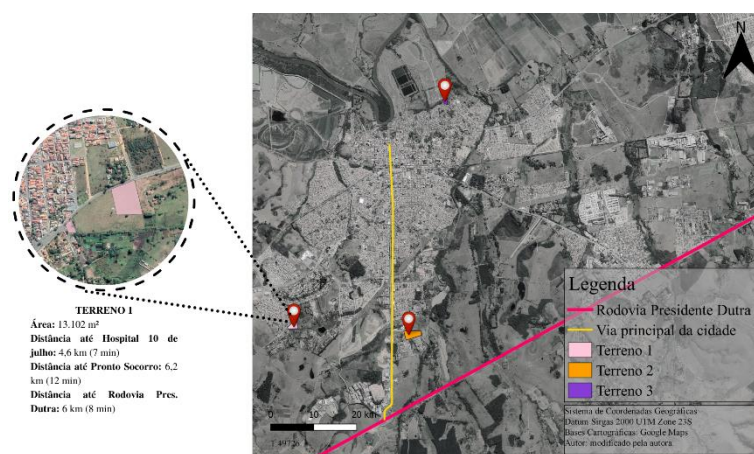 TERRENO 1
Área: 13.102 m²
Distância até Hospital 10 de
julho: 4,6 km (7 min)
Distância até Pronto Socorro: 6,2
km (12 min)
Distância até Rodovia Pres.
Dutra: 6 km (8 min)
Legenda
Rodovia Presidente Dutra
Via principal da cidade
Terreno 1
Terreno 2
Terreno 3
0 10 20 km
Sistema de Coordenadas Geográficas
Datum Sirgas 2000 UTM Zone 23S
Bases Cartográficas: Google Maps
Autor: modificado pela autora